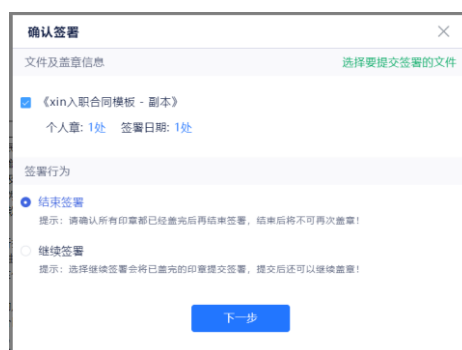 确认签署
文件及盖章信息 选择要提交签署的文件
《xin入职合同模板 - 副本》
个人章: 1处 签署日期: 1处
签署行为
结束签署
提示：请确认所有印章都已经盖完后再结束签署，结束后将不可再次盖章！
继续签署
提示：选择继续签署会将已盖完的印章提交签署，提交后还可以继续盖章！
下一步